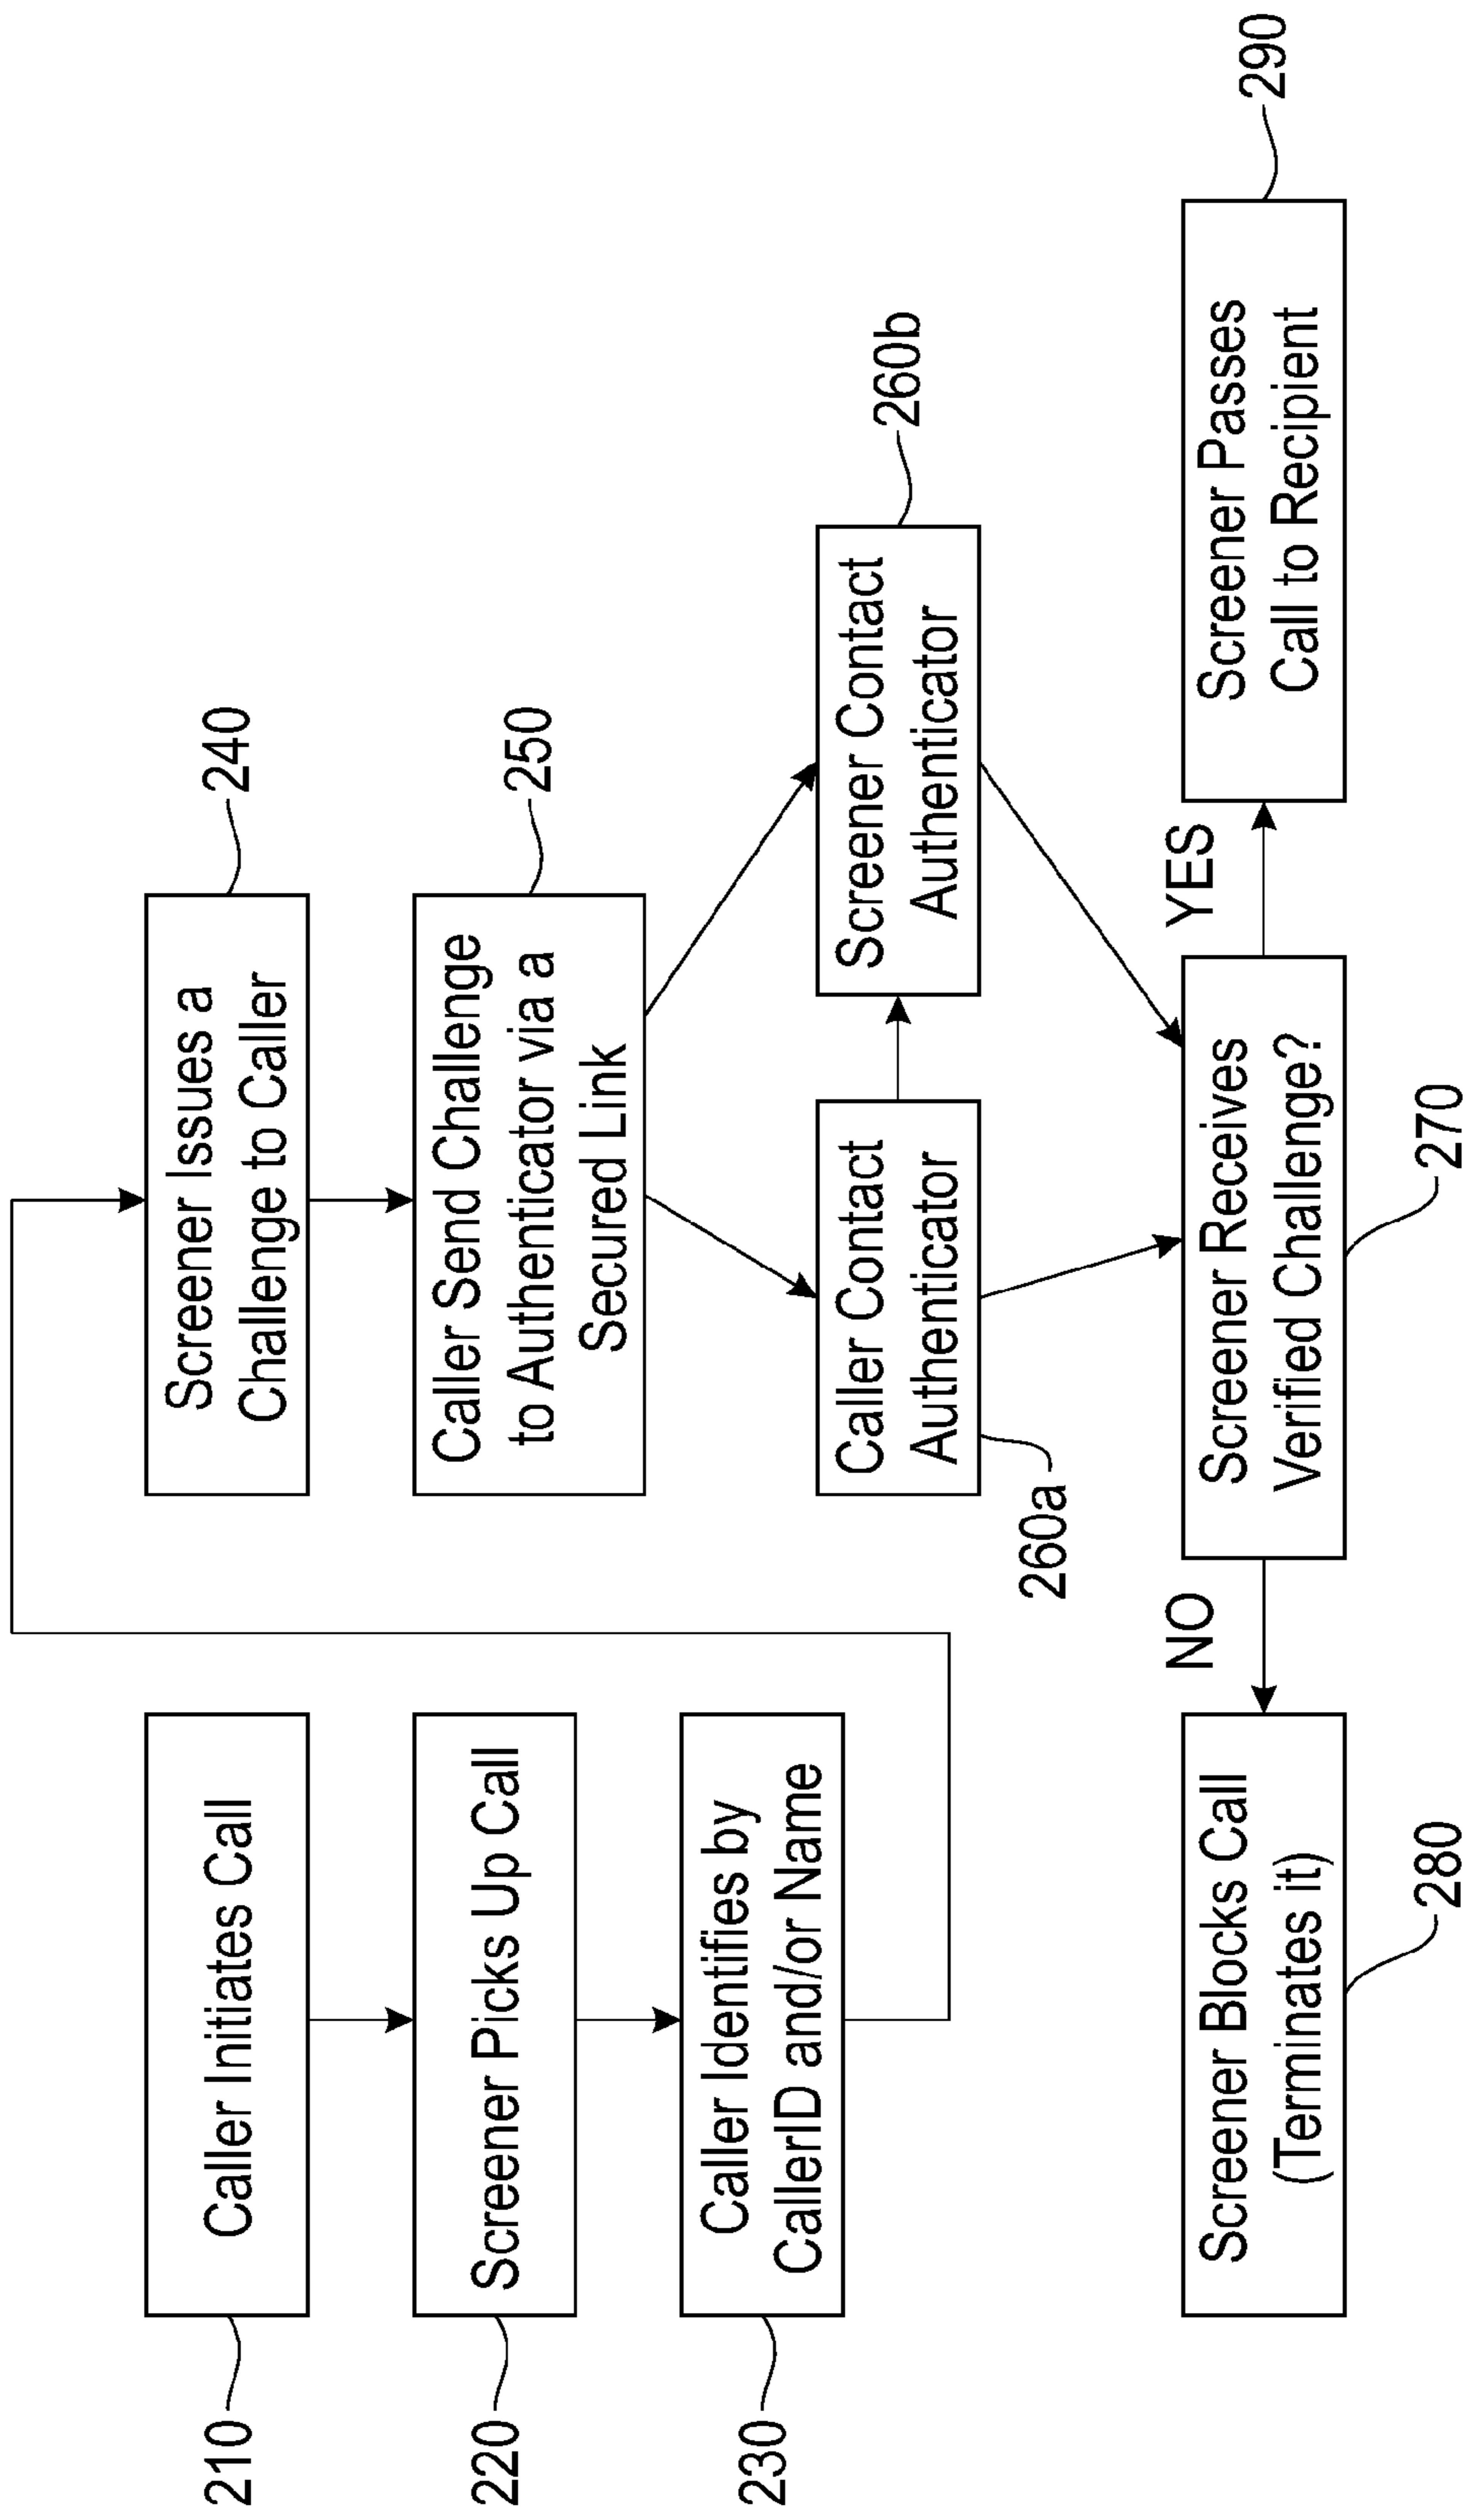 210
Caller Initiates Call
220
Screener Picks Up Call
230
Caller Identifies by
CallerID and/or Name
Screener Issues a
Challenge to Caller
240
Caller Send Challenge
to Authenticator via a
Secured Link
250
Caller Contact
Authenticator
260a
Screener Contact
Authenticator
260b
Screener Receives
Verified Challenge?
270
NO
Screener Blocks Call
(Terminates it)
280
YES
Screener Passes
Call to Recipient
290